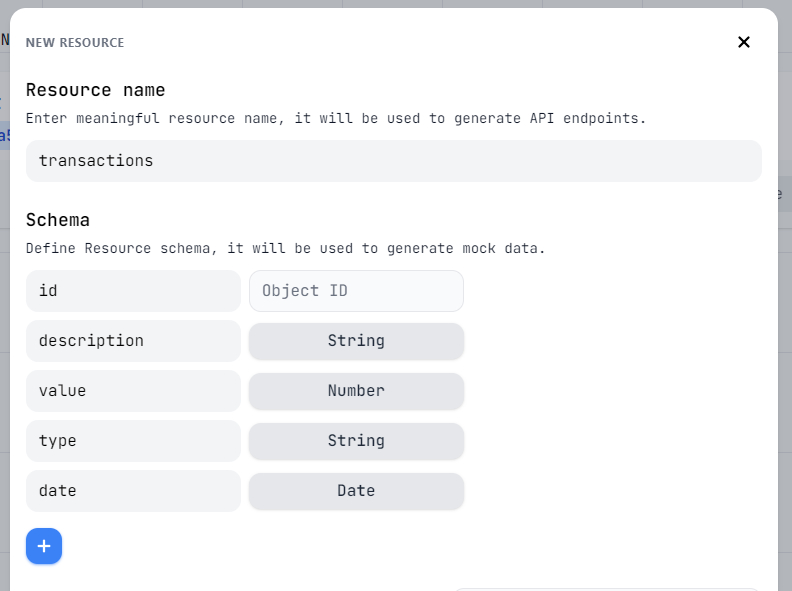 NEW RESOURCE
Resource name
Enter meaningful resource name, it will be used to generate API endpoints.
transactions
Schema
Define Resource schema, it will be used to generate mock data.
id Object ID
description String
value Number
type String
date Date